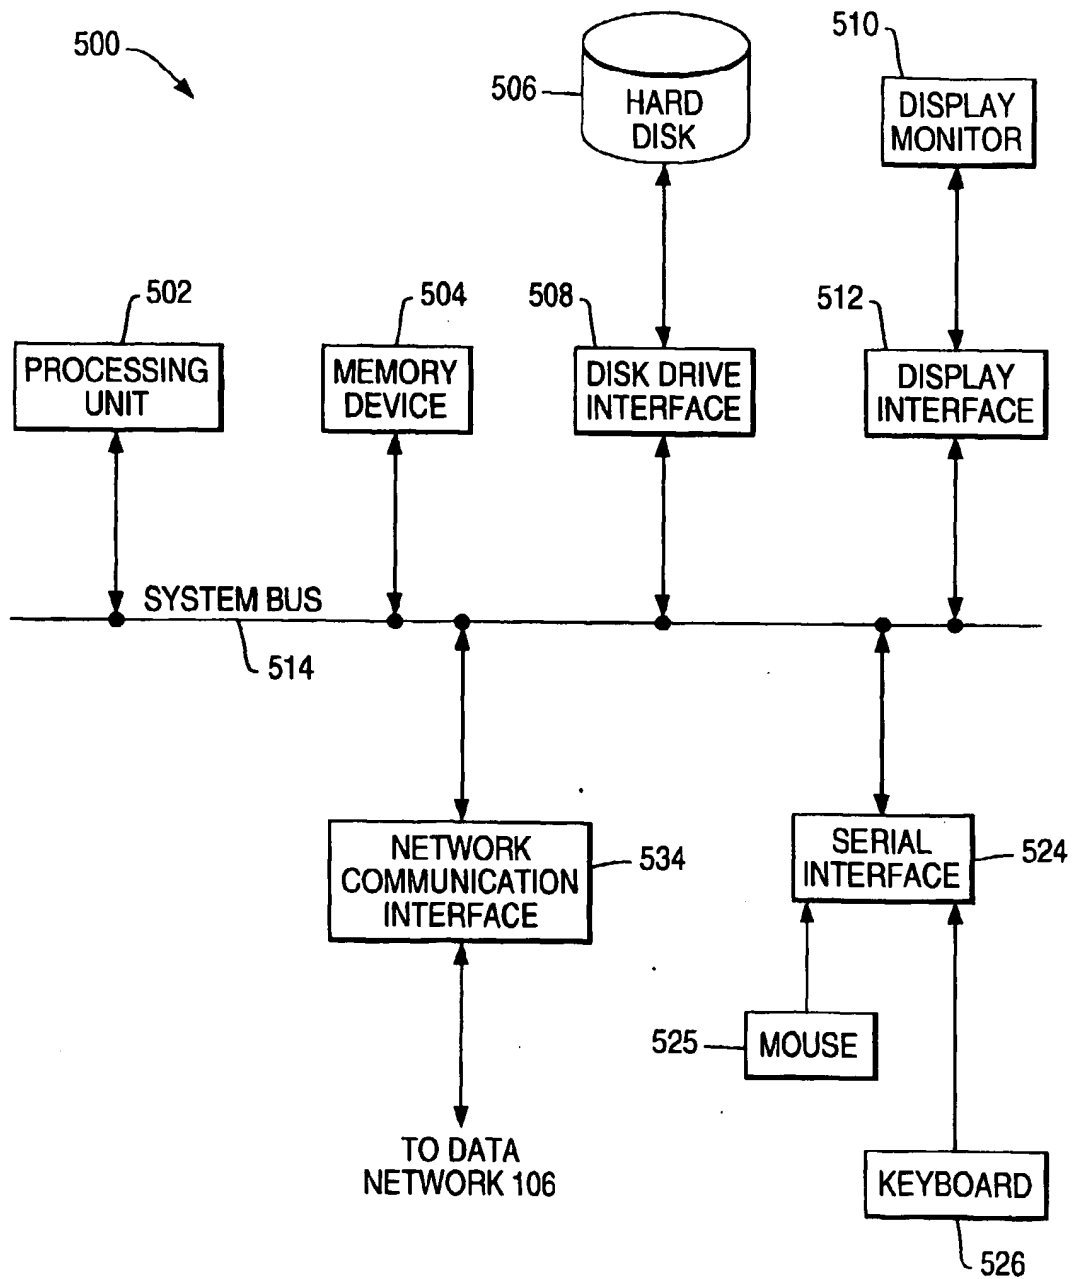 500
506
HARD
DISK
510
DISPLAY
MONITOR
502
PROCESSING
UNIT
504
MEMORY
DEVICE
508
DISK DRIVE
INTERFACE
512
DISPLAY
INTERFACE
SYSTEM BUS
514
NETWORK
COMMUNICATION
INTERFACE
534
SERIAL
INTERFACE
524
525
MOUSE
TO DATA
NETWORK 106
KEYBOARD
526